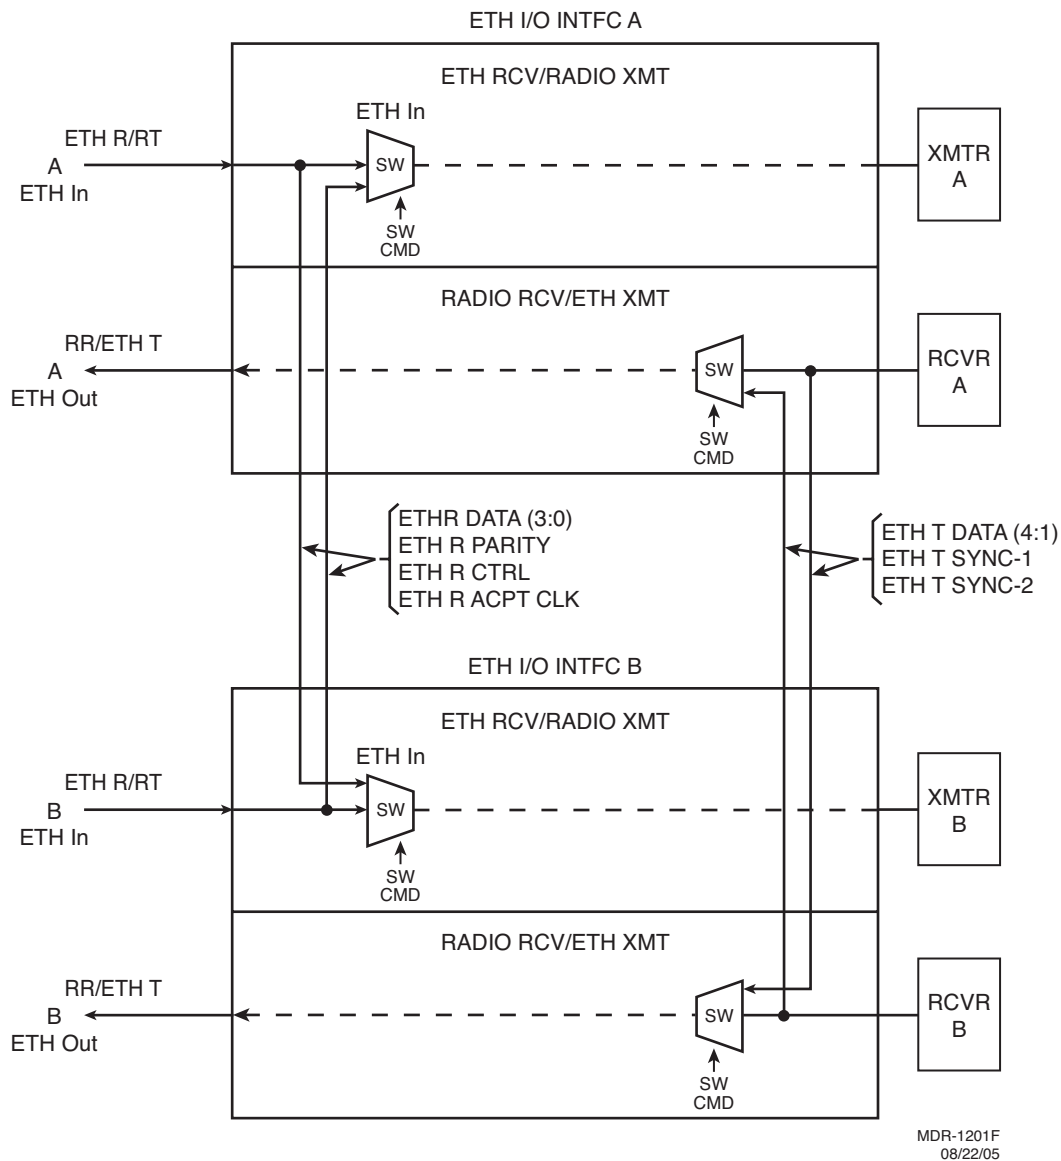 ETH I/O INTFC A
ETH RCV/RADIO XMT
ETH In
ETH R/RT
A
ETH In
SW
SW
CMD
XMTR
A
RADIO RCV/ETH XMT
RR/ETH T
A
ETH Out
SW
SW
CMD
RCVR
A
ETHR DATA (3:0)
ETH R PARITY
ETH R CTRL
ETH R ACPT CLK
ETH T DATA (4:1)
ETH T SYNC-1
ETH T SYNC-2
ETH I/O INTFC B
ETH RCV/RADIO XMT
ETH In
ETH R/RT
B
ETH In
SW
SW
CMD
XMTR
B
RADIO RCV/ETH XMT
RR/ETH T
B
ETH Out
SW
SW
CMD
RCVR
B
MDR-1201F
08/22/05